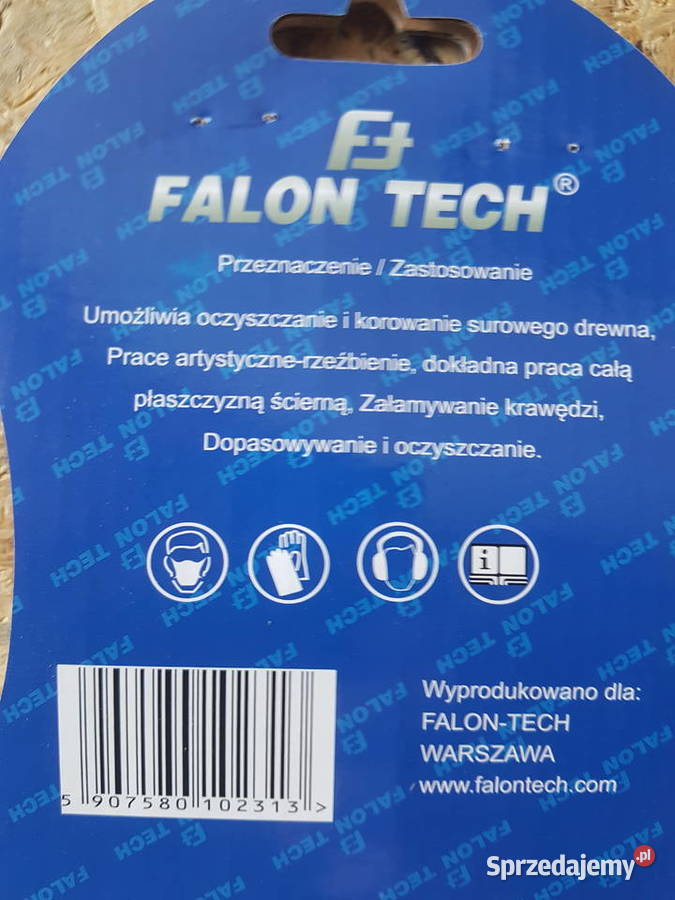 FALON TECH®
Przeznaczenie / Zastosowanie
Umożliwia oczyszczanie i korowanie surowego drewna,
Prace artystyczne-rzeźbienie, dokładna praca całą
płaszczyzną ścierną, Załamywanie krawędzi,
Dopasowywanie i oczyszczanie.
i
Wyprodukowano dla:
FALON-TECH
WARSZAWA
www.falontech.com
5 907580 102313 >
Sprzedajemy.pl